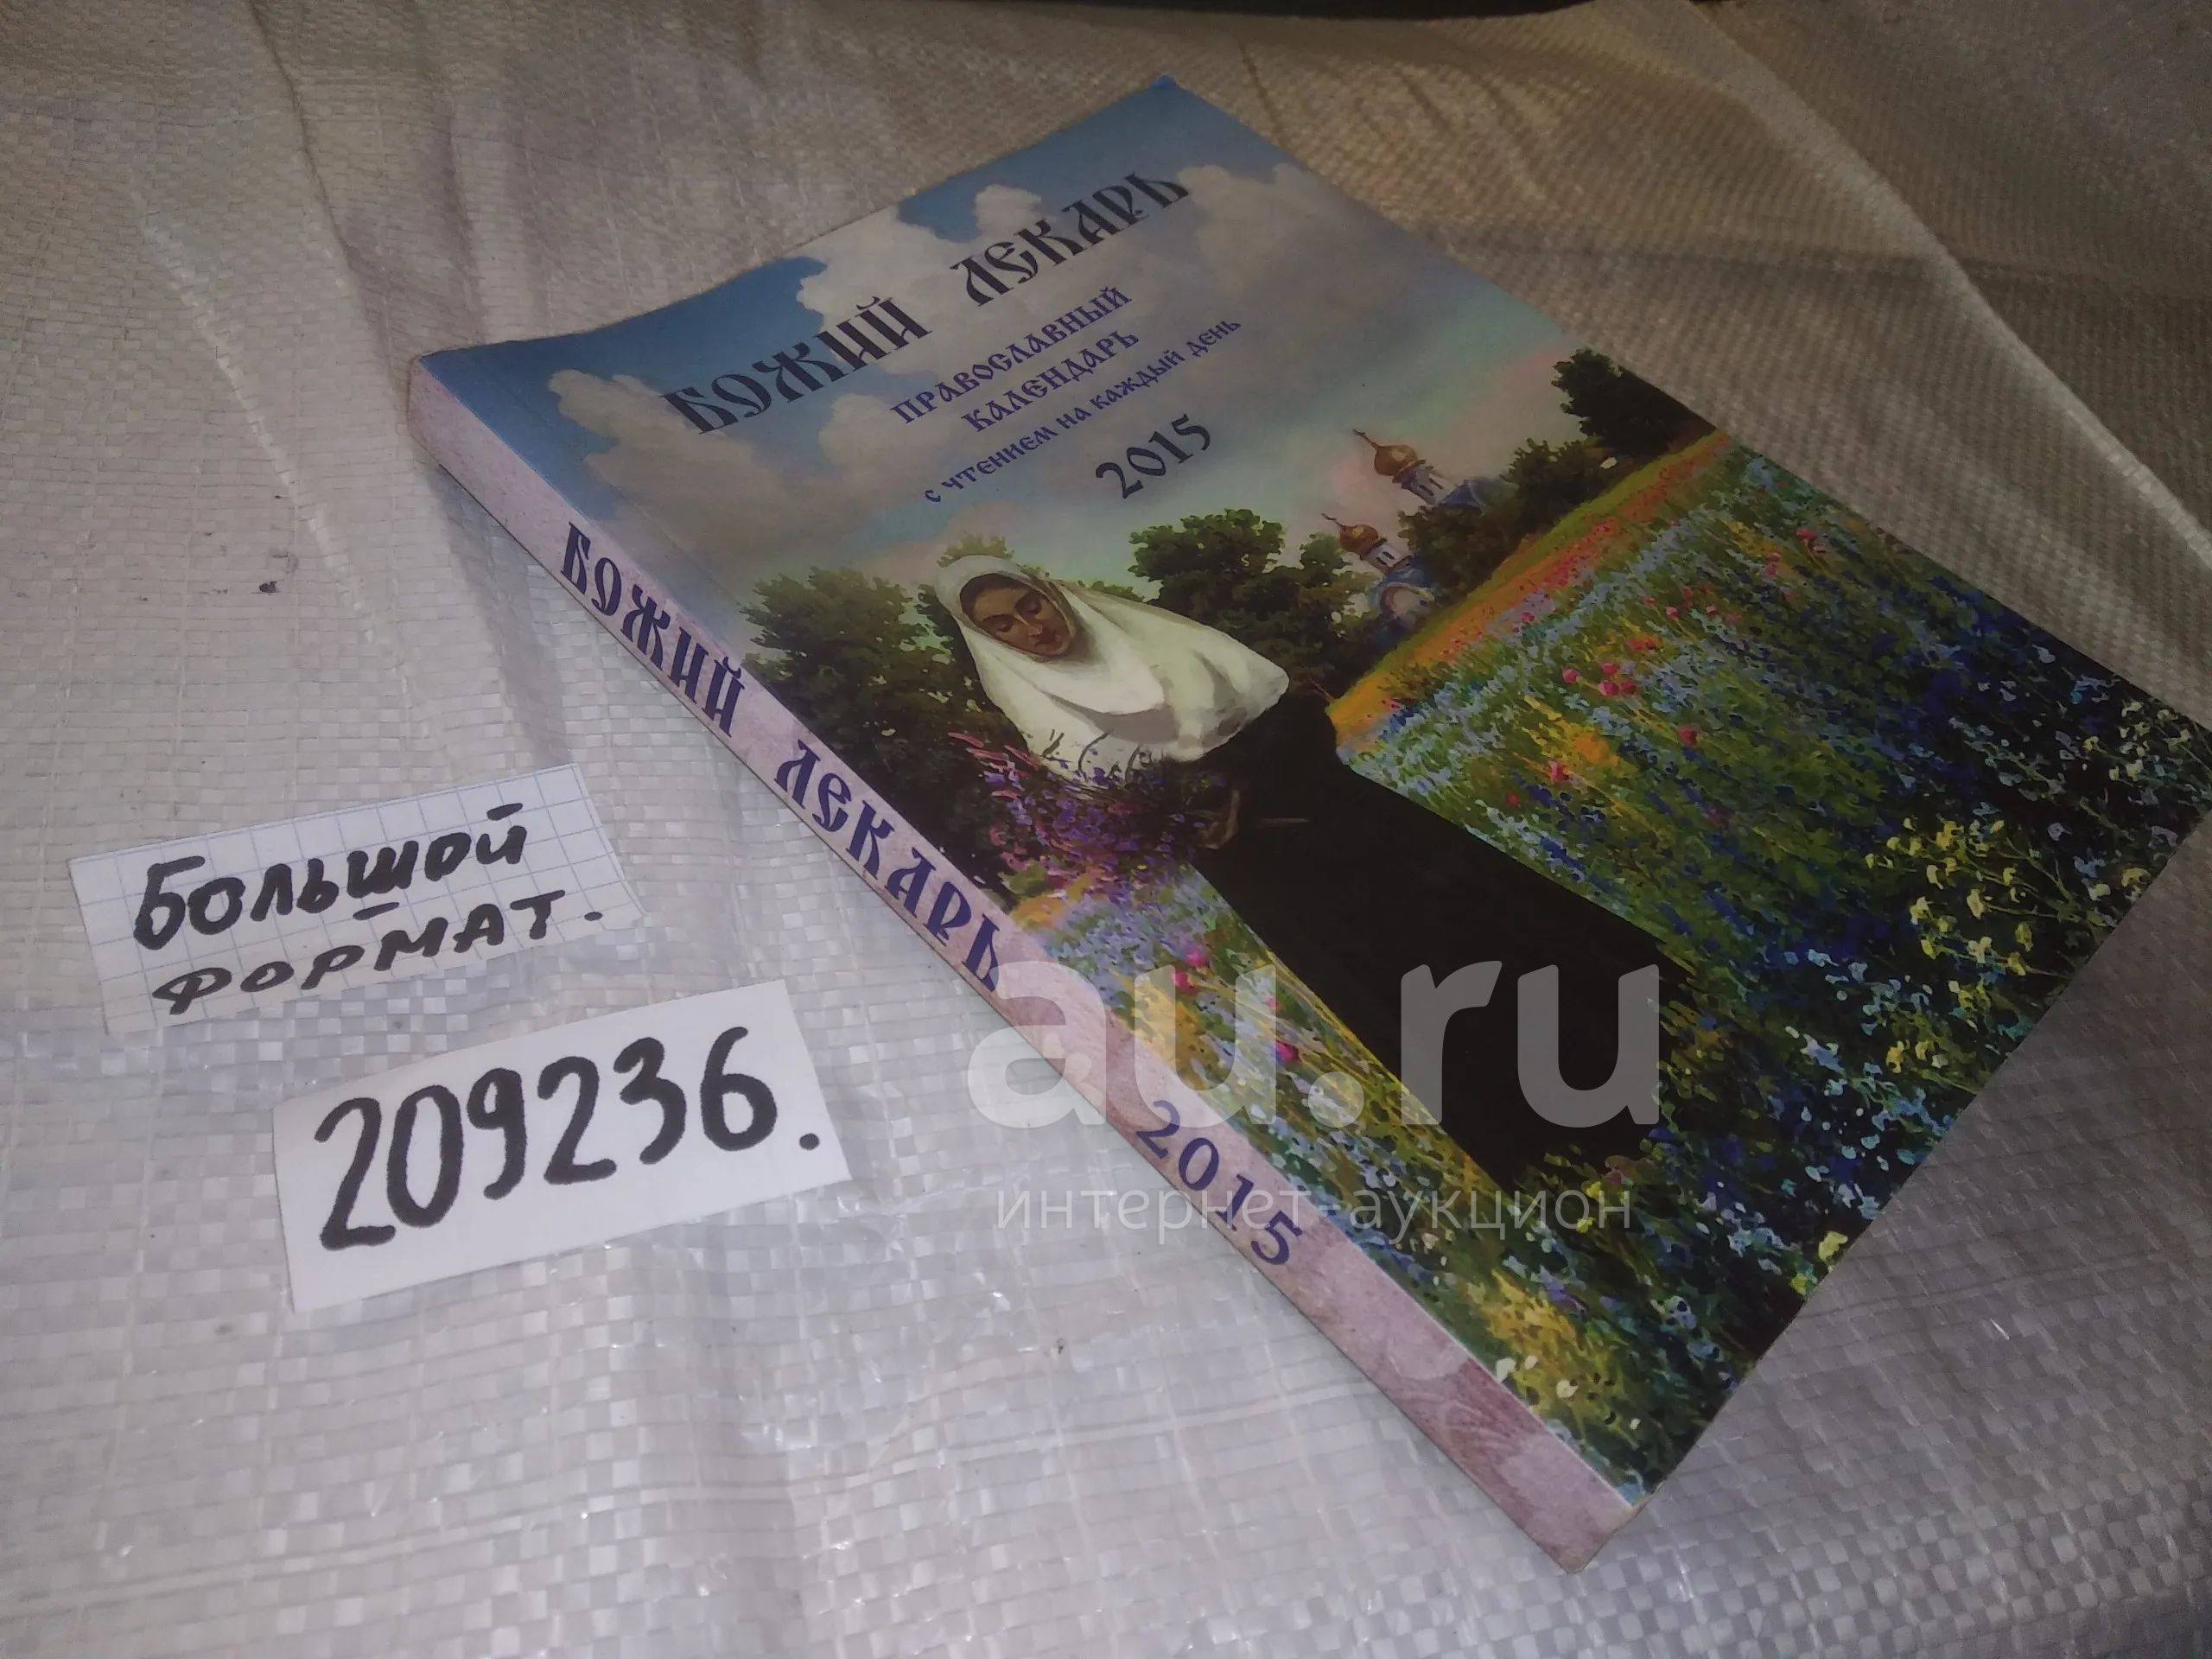 БОЖИЙ ЛЕКАРЬ
ПРАВОСЛАВНЫЙ
КАЛЕНДАРЬ
С ЧТЕНИЕМ НА КАЖДЫЙ ДЕНЬ
2015
БОЖИЙ ЛЕКАРЬ 2015
Большой
формат.
209236.
au.ru
интернет-аукцион